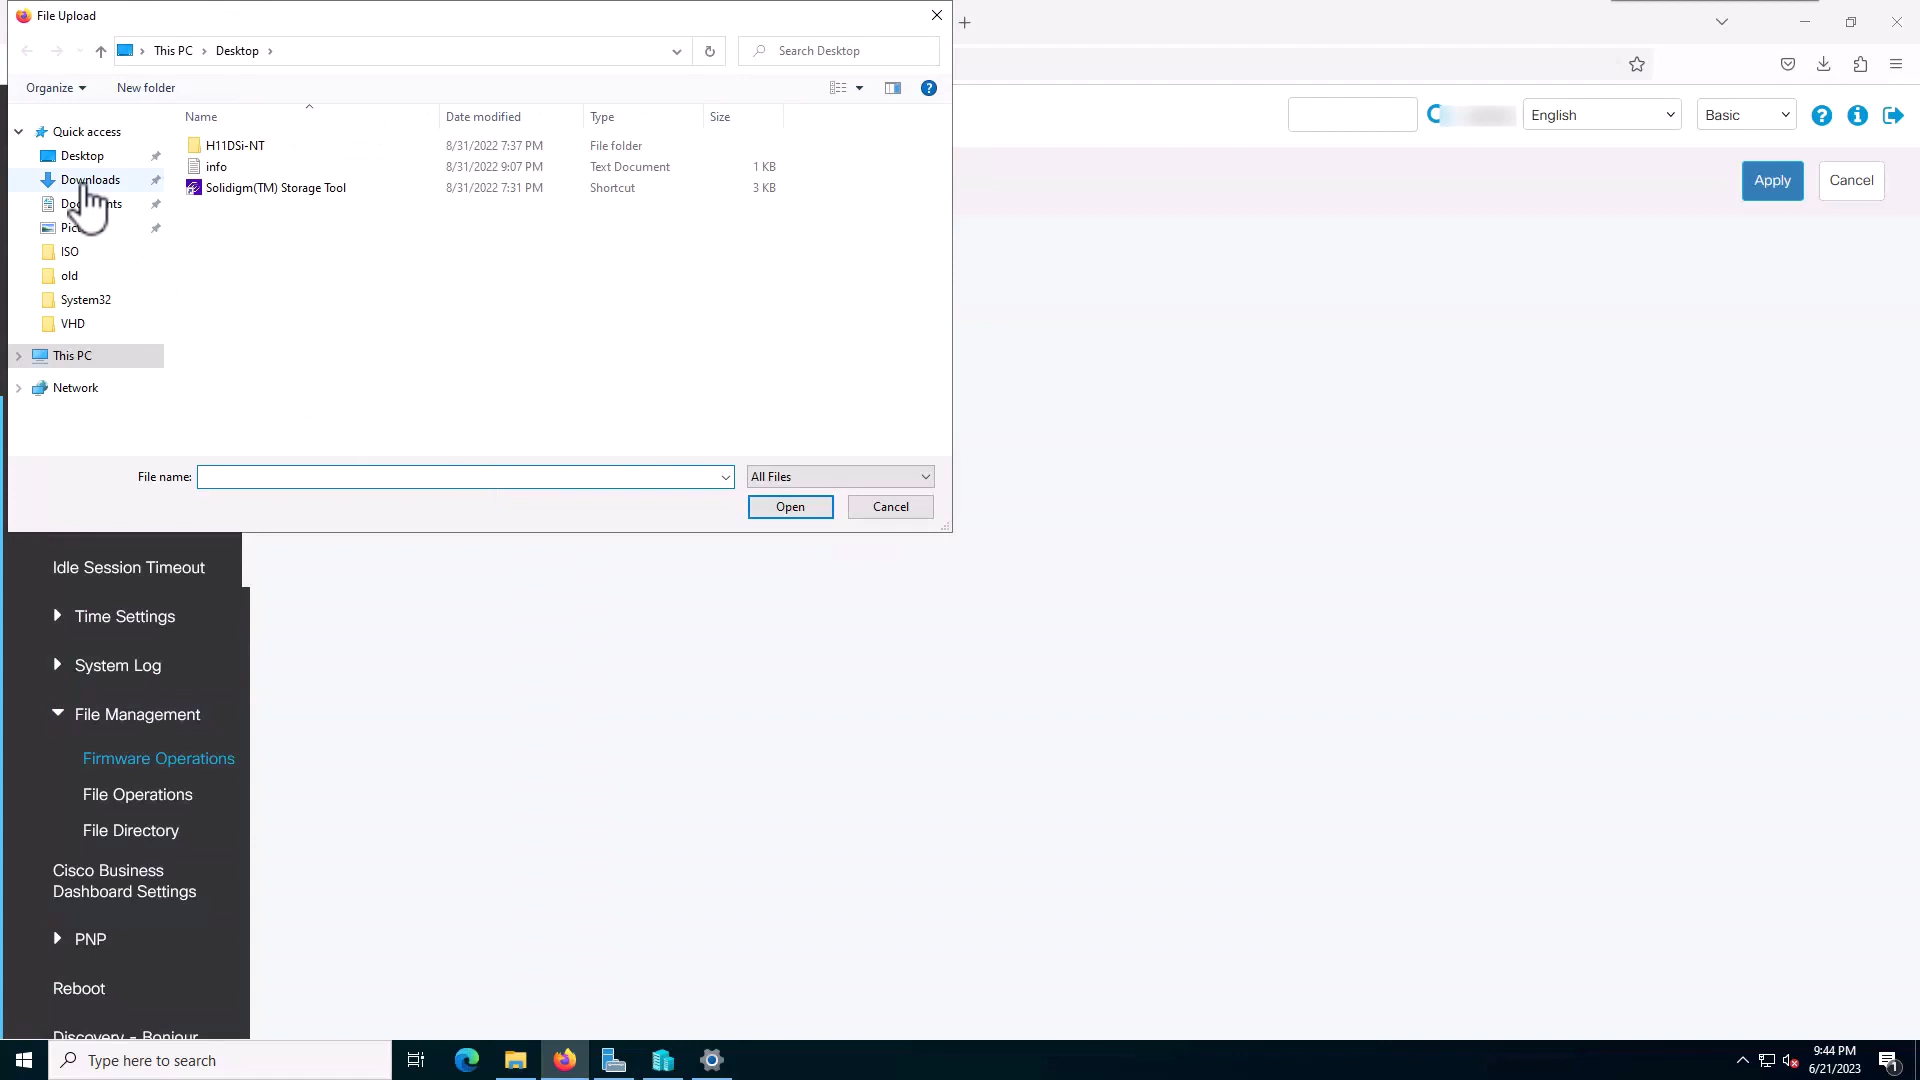 File Upload
This PC
Desktop
Search Desktop
Organize
New folder
Name
Date modified
Type
Size
Quick access
Desktop
Downloads
ISO
old
System32
VHD
This PC
Network
H11DSi-NT
8/31/2022 7:37 PM
File folder
info
8/31/2022 9:07 PM
Text Document
1 KB
Solidigm(TM) Storage Tool
8/31/2022 7:31 PM
Shortcut
3 KB
File name:
All Files
Open
Cancel
English
Basic
Apply
Cancel
Idle Session Timeout
Time Settings
System Log
File Management
Firmware Operations
File Operations
File Directory
Cisco Business
Dashboard Settings
PNP
Reboot
Discovery - Bonjour
Type here to search
9:44 PM
6/21/2023
1